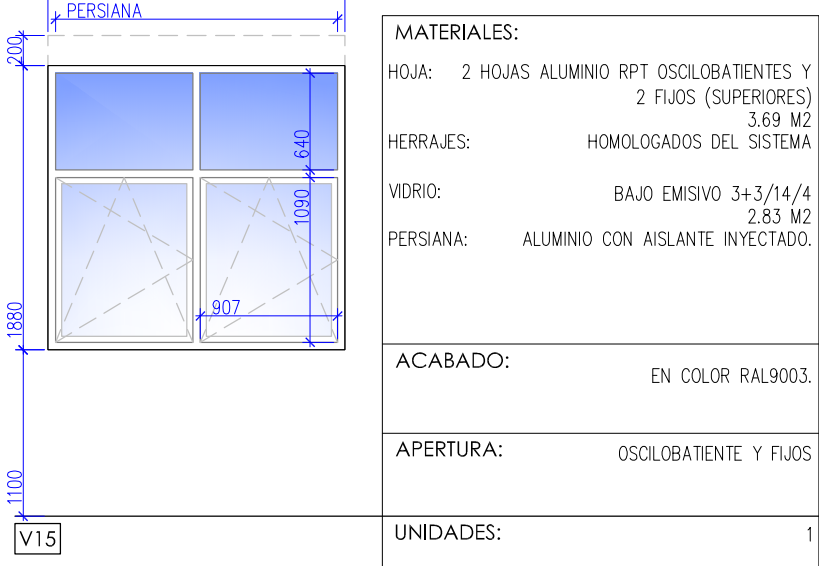 PERSIANA
200
640
1090
907
1880
1100
V15
MATERIALES:
HOJA: 2 HOJAS ALUMINIO RPT OSCILOBATIENTES Y
2 FIJOS (SUPERIORES)
3.69 M2
HERRAJES: HOMOLOGADOS DEL SISTEMA
VIDRIO: BAJO EMISIVO 3+3/14/4
2.83 M2
PERSIANA: ALUMINIO CON AISLANTE INYECTADO.
ACABADO:
EN COLOR RAL9003.
APERTURA:
OSCILOBATIENTE Y FIJOS
UNIDADES: 1